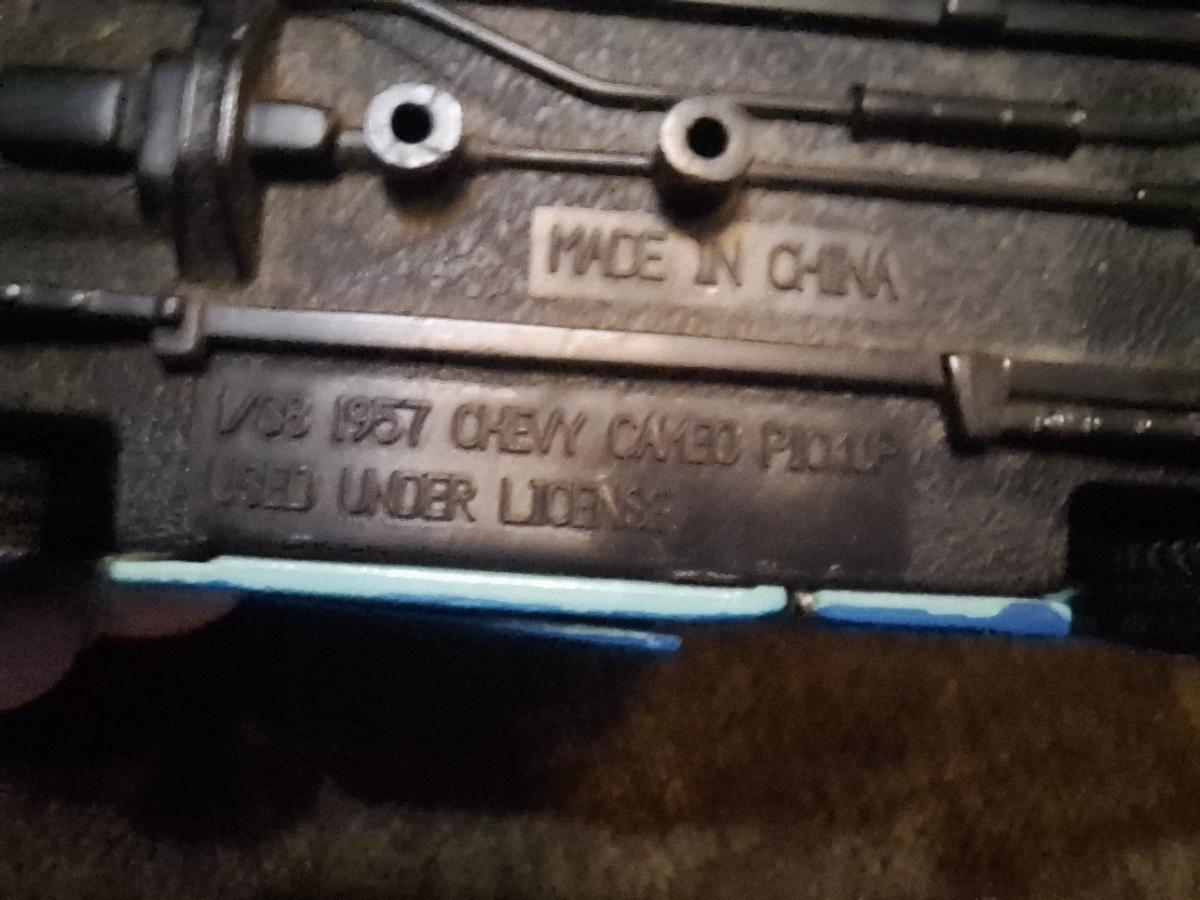 MADE IN CHINA
1/38 1957 CHEVY CAMEO PICKUP
USED UNDER LICENSE